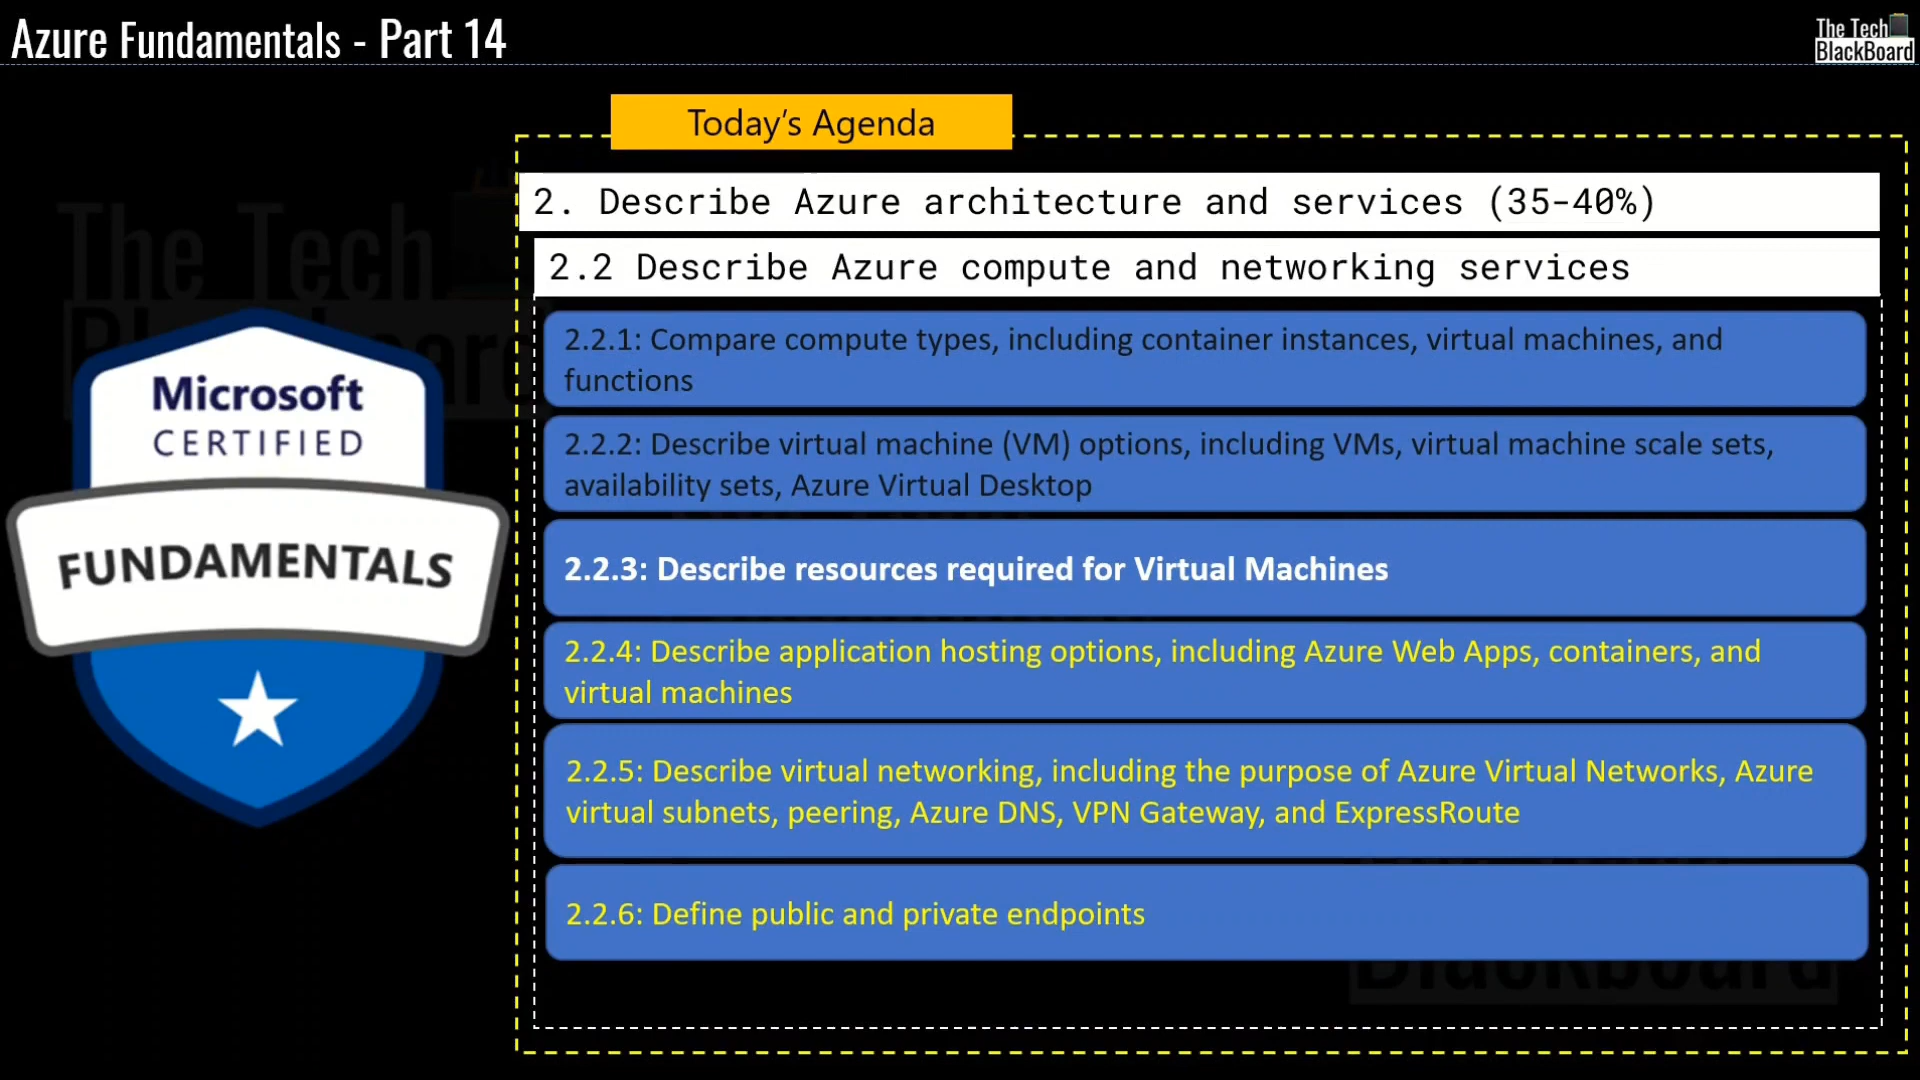 Azure Fundamentals - Part 14
The Tech
BlackBoard
Today's Agenda
2. Describe Azure architecture and services (35-40%)
2.2 Describe Azure compute and networking services
2.2.1: Compare compute types, including container instances, virtual machines, and
functions
2.2.2: Describe virtual machine (VM) options, including VMs, virtual machine scale sets,
availability sets, Azure Virtual Desktop
2.2.3: Describe resources required for Virtual Machines
2.2.4: Describe application hosting options, including Azure Web Apps, containers, and
virtual machines
2.2.5: Describe virtual networking, including the purpose of Azure Virtual Networks, Azure
virtual subnets, peering, Azure DNS, VPN Gateway, and ExpressRoute
2.2.6: Define public and private endpoints
The Tech
Microsoft
CERTIFIED
FUNDAMENTALS
Blackboard